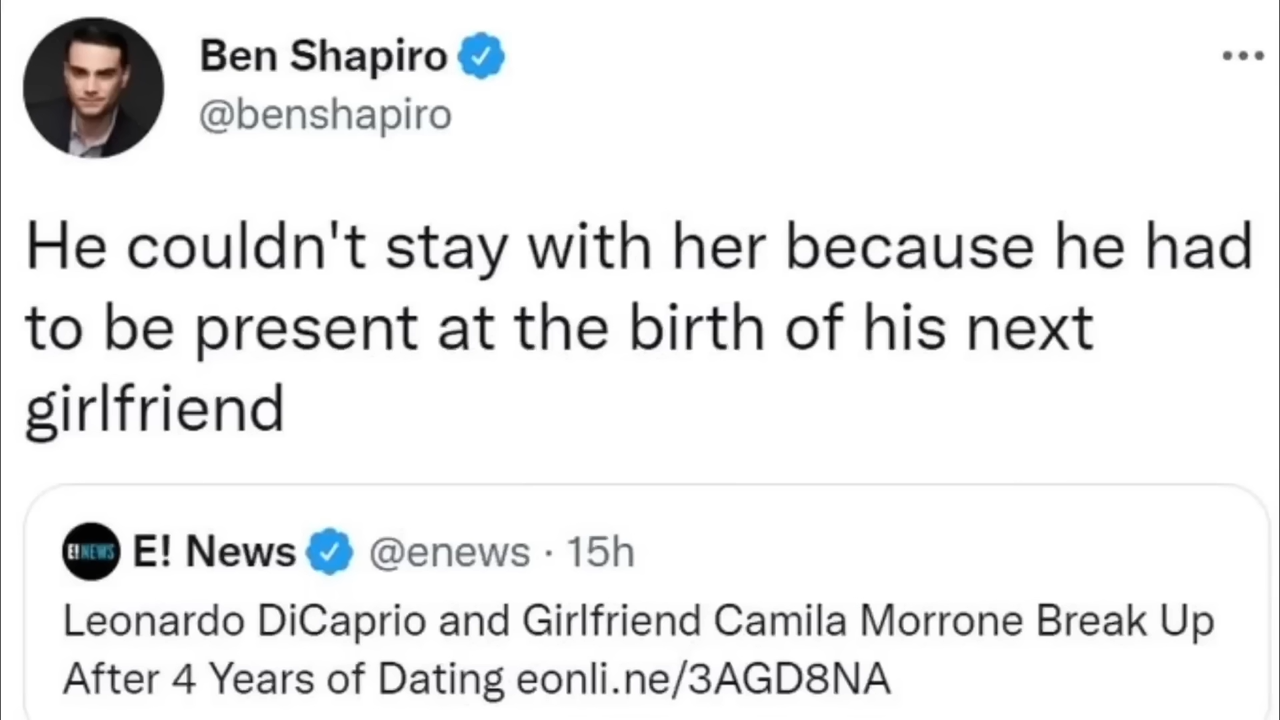 Ben Shapiro
@benshapiro
He couldn't stay with her because he had
to be present at the birth of his next
girlfriend
E!NEWS E! News @enews · 15h
Leonardo DiCaprio and Girlfriend Camila Morrone Break Up
After 4 Years of Dating eonli.ne/3AGD8NA